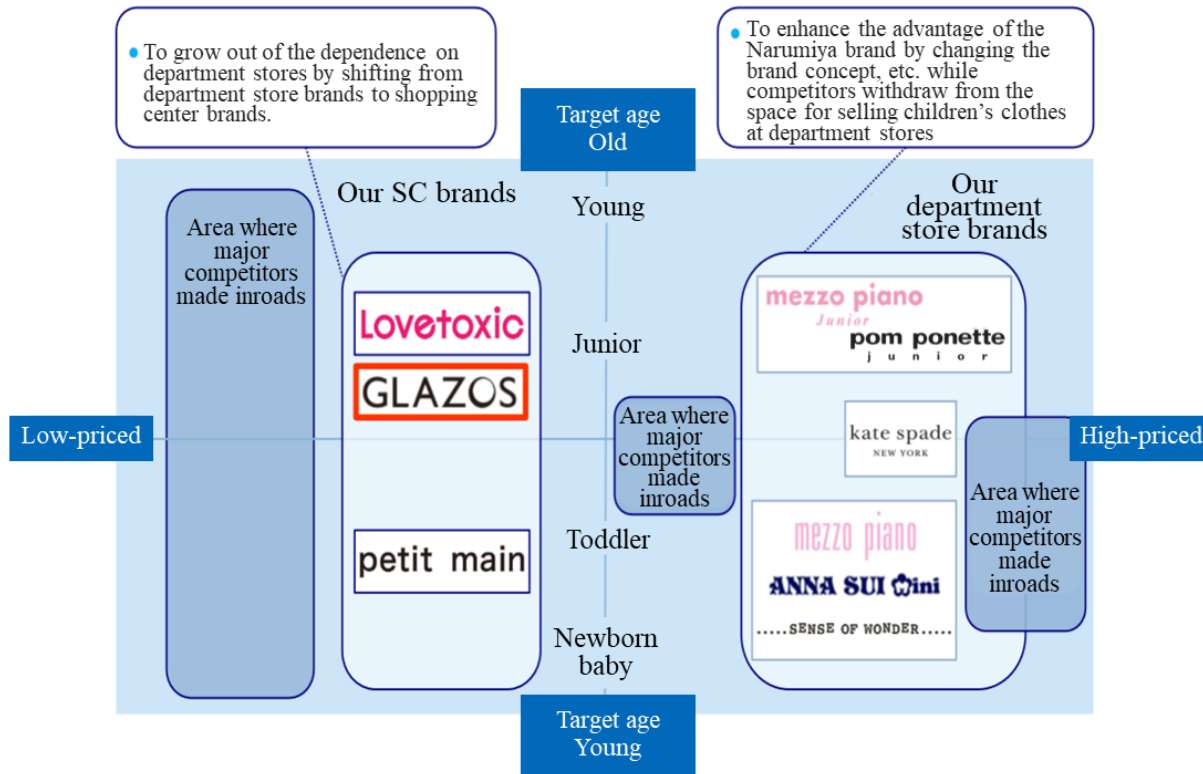 To grow out of the dependence on
department stores by shifting from
department store brands to shopping
center brands.
To enhance the advantage of the
Narumiya brand by changing the
brand concept, etc. while
competitors withdraw from the
space for selling children’s clothes
at department stores
Target age
Old
Our SC brands
Our
department
store brands
Young
Junior
Toddler
Newborn
baby
Area where
major
competitors
made inroads
Lovetoxic
GLAZOS
petit main
Area where
major
competitors
made
inroads
mezzo piano
Junior
pom ponette
junior
kate spade
NEW YORK
mezzo piano
ANNA SUI mini
.....SENSE OF WONDER.....
Area where
major
competitors
made
inroads
Low-priced
High-priced
Target age
Young